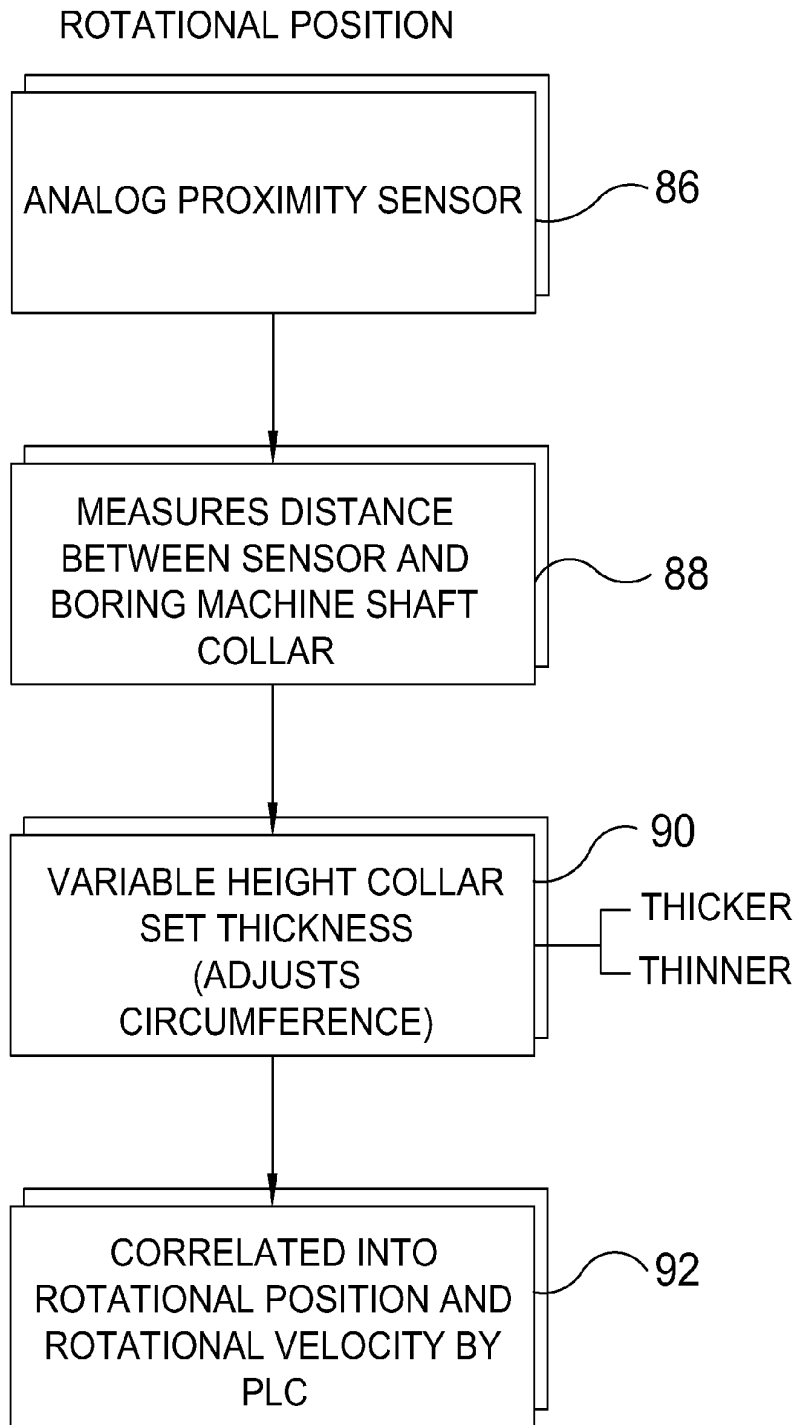 ROTATIONAL POSITION
ANALOG PROXIMITY SENSOR
86
MEASURES DISTANCE
BETWEEN SENSOR AND
BORING MACHINE SHAFT
COLLAR
88
90
VARIABLE HEIGHT COLLAR
SET THICKNESS
(ADJUSTS
CIRCUMFERENCE)
THICKER
THINNER
CORRELATED INTO
ROTATIONAL POSITION AND
ROTATIONAL VELOCITY BY
PLC
92